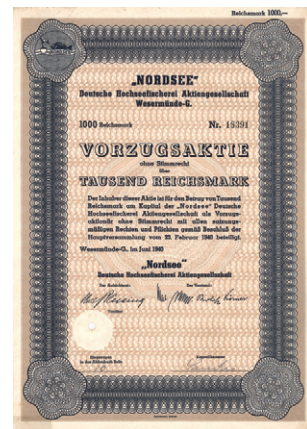 Reichsmark 1000,—
„NORDSEE"
Deutsche Hochseefischerei Aktiengesellschaft
Wesermünde-G.
1000 Reichsmark Nr. 18391
VORZUGSAKTIE
ohne Stimmrecht
über
TAUSEND REICHSMARK
Der Inhaber dieser Aktie ist für den Betrag von Tausend
Reichsmark am Kapital der „Nordsee" Deutsche
Hochseefischerei Aktiengesellschaft als Vorzugs-
aktionär ohne Stimmrecht mit allen satzungs-
mäßigen Rechten und Pflichten gemäß Beschluß der
Hauptversammlung vom 22. Februar 1940 beteiligt.
Wesermünde-G., im Juni 1940
„Nordsee"
Deutsche Hochseefischerei Aktiengesellschaft
Der Aufsichtsrat: Der Vorstand:
Vorsitzer
Eingetragen